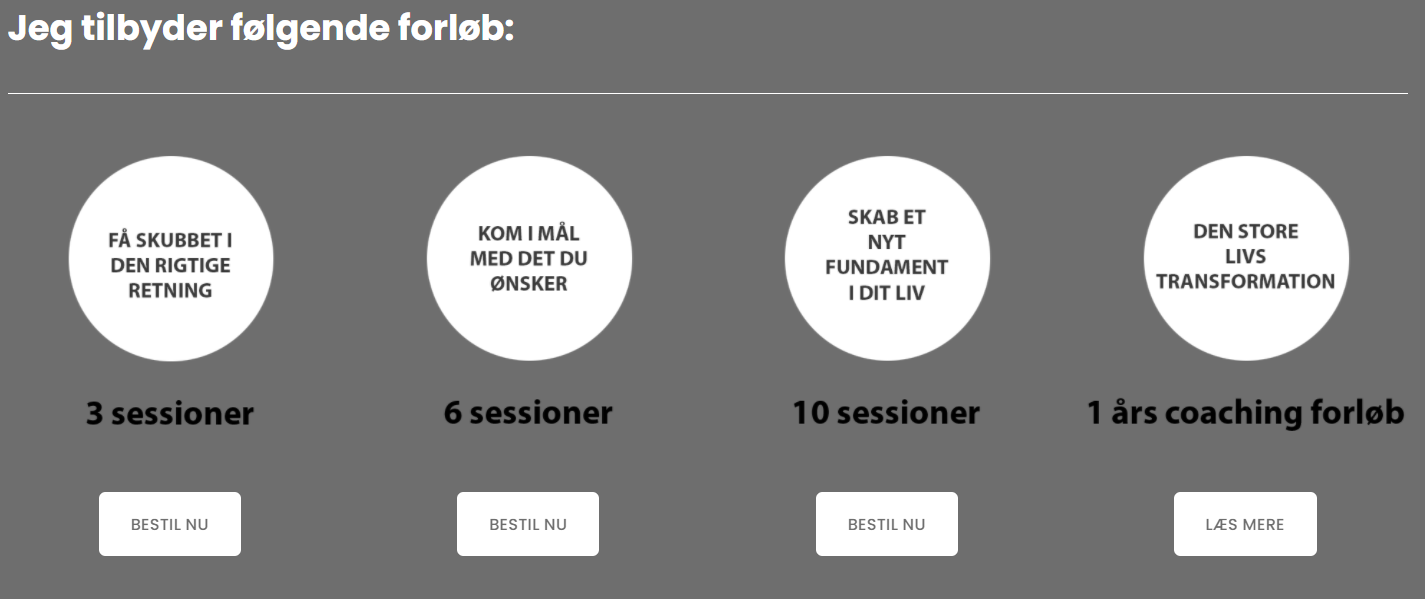 Jeg tilbyder følgende forløb:
FÅ SKUBBET I
DEN RIGTIGE
RETNING
3 sessioner
BESTIL NU
KOM I MÅL
MED DET DU
ØNSKER
6 sessioner
BESTIL NU
SKAB ET
NYT
FUNDAMENT
I DIT LIV
10 sessioner
BESTIL NU
DEN STORE
LIVS
TRANSFORMATION
1 års coaching forløb
LÆS MERE